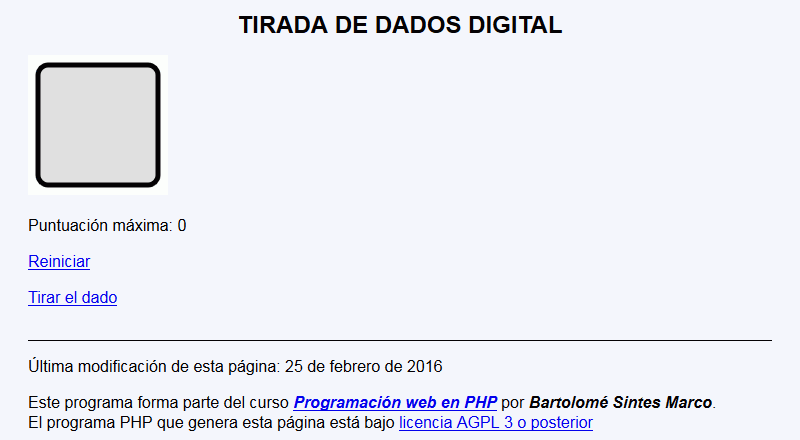 TIRADA DE DADOS DIGITAL
Puntuación máxima: 0
Reiniciar
Tirar el dado
Última modificación de esta página: 25 de febrero de 2016
Este programa forma parte del curso Programación web en PHP por Bartolomé Sintes Marco.
El programa PHP que genera esta página está bajo licencia AGPL 3 o posterior